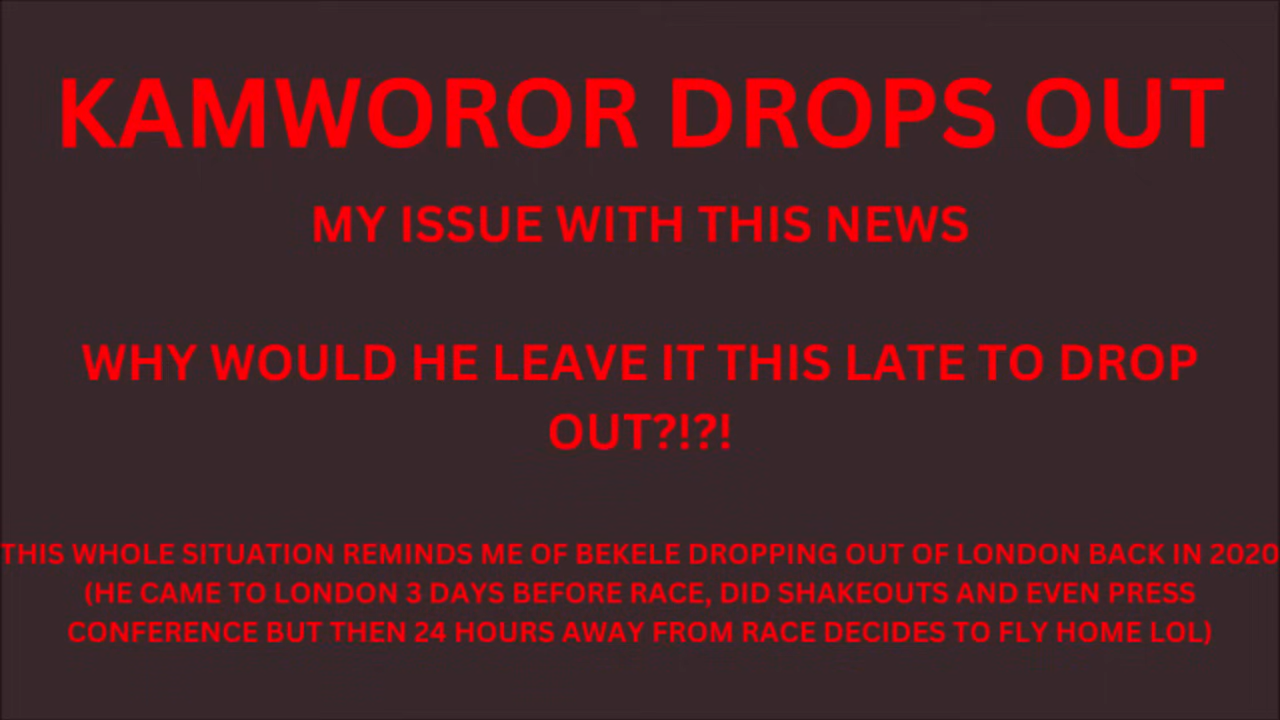 KAMWOROR DROPS OUT
MY ISSUE WITH THIS NEWS
WHY WOULD HE LEAVE IT THIS LATE TO DROP
OUT?!?!
THIS WHOLE SITUATION REMINDS ME OF BEKELE DROPPING OUT OF LONDON BACK IN 2020
(HE CAME TO LONDON 3 DAYS BEFORE RACE, DID SHAKEOUTS AND EVEN PRESS
CONFERENCE BUT THEN 24 HOURS AWAY FROM RACE DECIDES TO FLY HOME LOL)